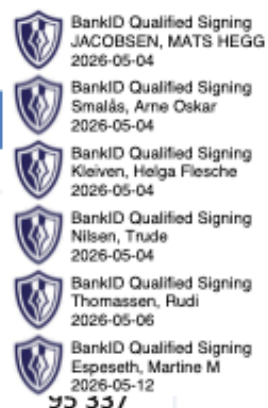 BankID Qualified Signing
JACOBSEN, MATS HEGG
2026-05-04
BankID Qualified Signing
Smalås, Arne Oskar
2026-05-04
BankID Qualified Signing
Kleiven, Helga Flesche
2026-05-04
BankID Qualified Signing
Nilsen, Trude
2026-05-04
BankID Qualified Signing
Thomassen, Rudi
2026-05-06
BankID Qualified Signing
Espeseth, Martine M
2026-05-12
95 337